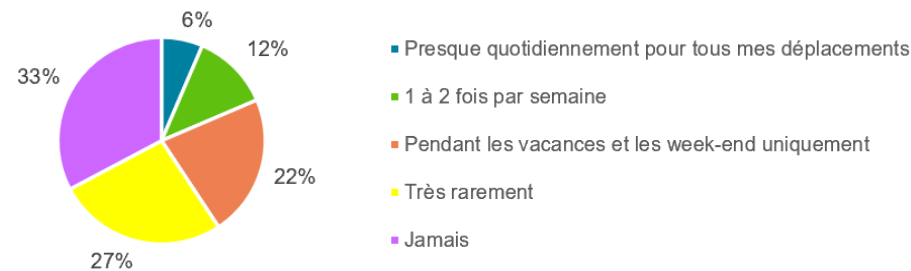 6%
12%
33%
22%
27%
Presque quotidiennement pour tous mes déplacements
1 à 2 fois par semaine
Pendant les vacances et les week-end uniquement
Très rarement
Jamais